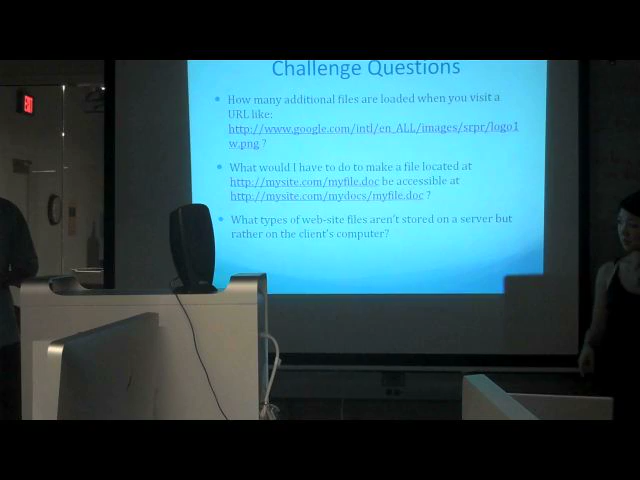 Challenge Questions
• How many additional files are loaded when you visit a
URL like:
http://www.google.com/intl/en_ALL/images/srpr/logo1
w.png ?
• What would I have to do to make a file located at
http://mysite.com/myfile.doc be accessible at
http://mysite.com/mydocs/myfile.doc ?
• What types of web-site files aren't stored on a server but
rather on the client's computer?
EXIT